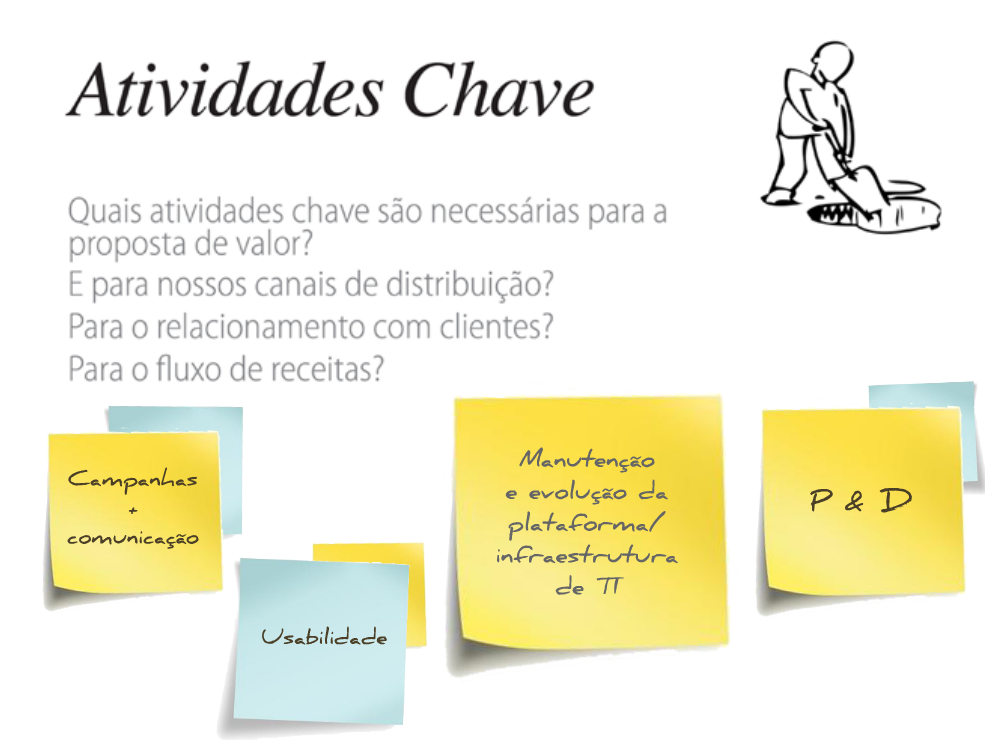 Atividades Chave
Quais atividades chave são necessárias para a
proposta de valor?
E para nossos canais de distribuição?
Para o relacionamento com clientes?
Para o fluxo de receitas?
Campanhas
+
comunicação
Usabilidade
Manutenção
e evolução da
plataforma/
infraestrutura
de TI
P & D